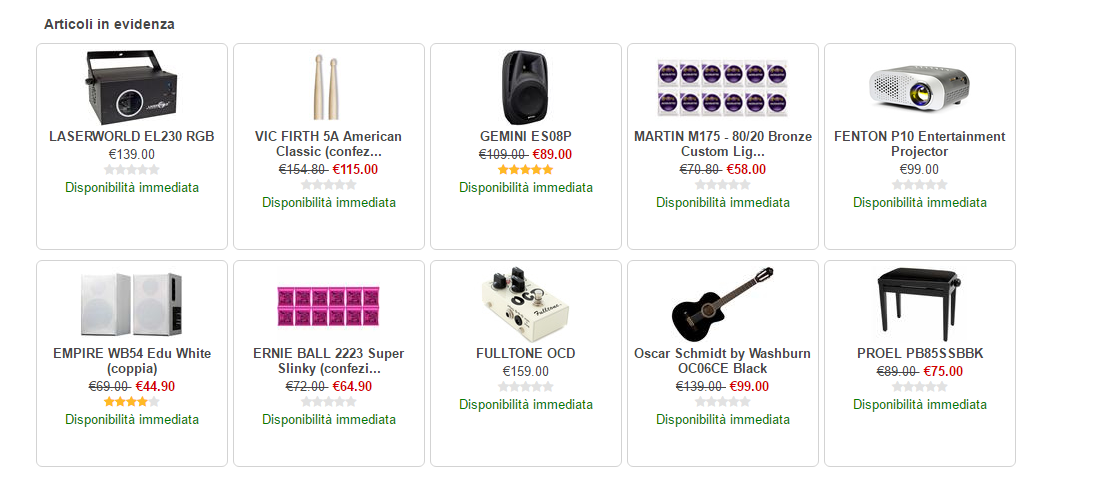 Articoli in evidenza
LASERWORLD EL230 RGB
€139.00
Disponibilità immediata
VIC FIRTH 5A American
Classic (confez...
€154.80 €115.00
Disponibilità immediata
GEMINI ES08P
€109.00 €89.00
Disponibilità immediata
MARTIN M175 - 80/20 Bronze
Custom Lig...
€70.80 €58.00
Disponibilità immediata
FENTON P10 Entertainment
Projector
€99.00
Disponibilità immediata
EMPIRE WB54 Edu White
(coppia)
€69.00 €44.90
Disponibilità immediata
ERNIE BALL 2223 Super
Slinky (confezi...
€72.00 €64.90
Disponibilità immediata
OCD
Fulltone
FULLTONE OCD
€159.00
Disponibilità immediata
Oscar Schmidt by Washburn
OC06CE Black
€139.00 €99.00
Disponibilità immediata
PROEL PB85SSBBK
€89.00 €75.00
Disponibilità immediata